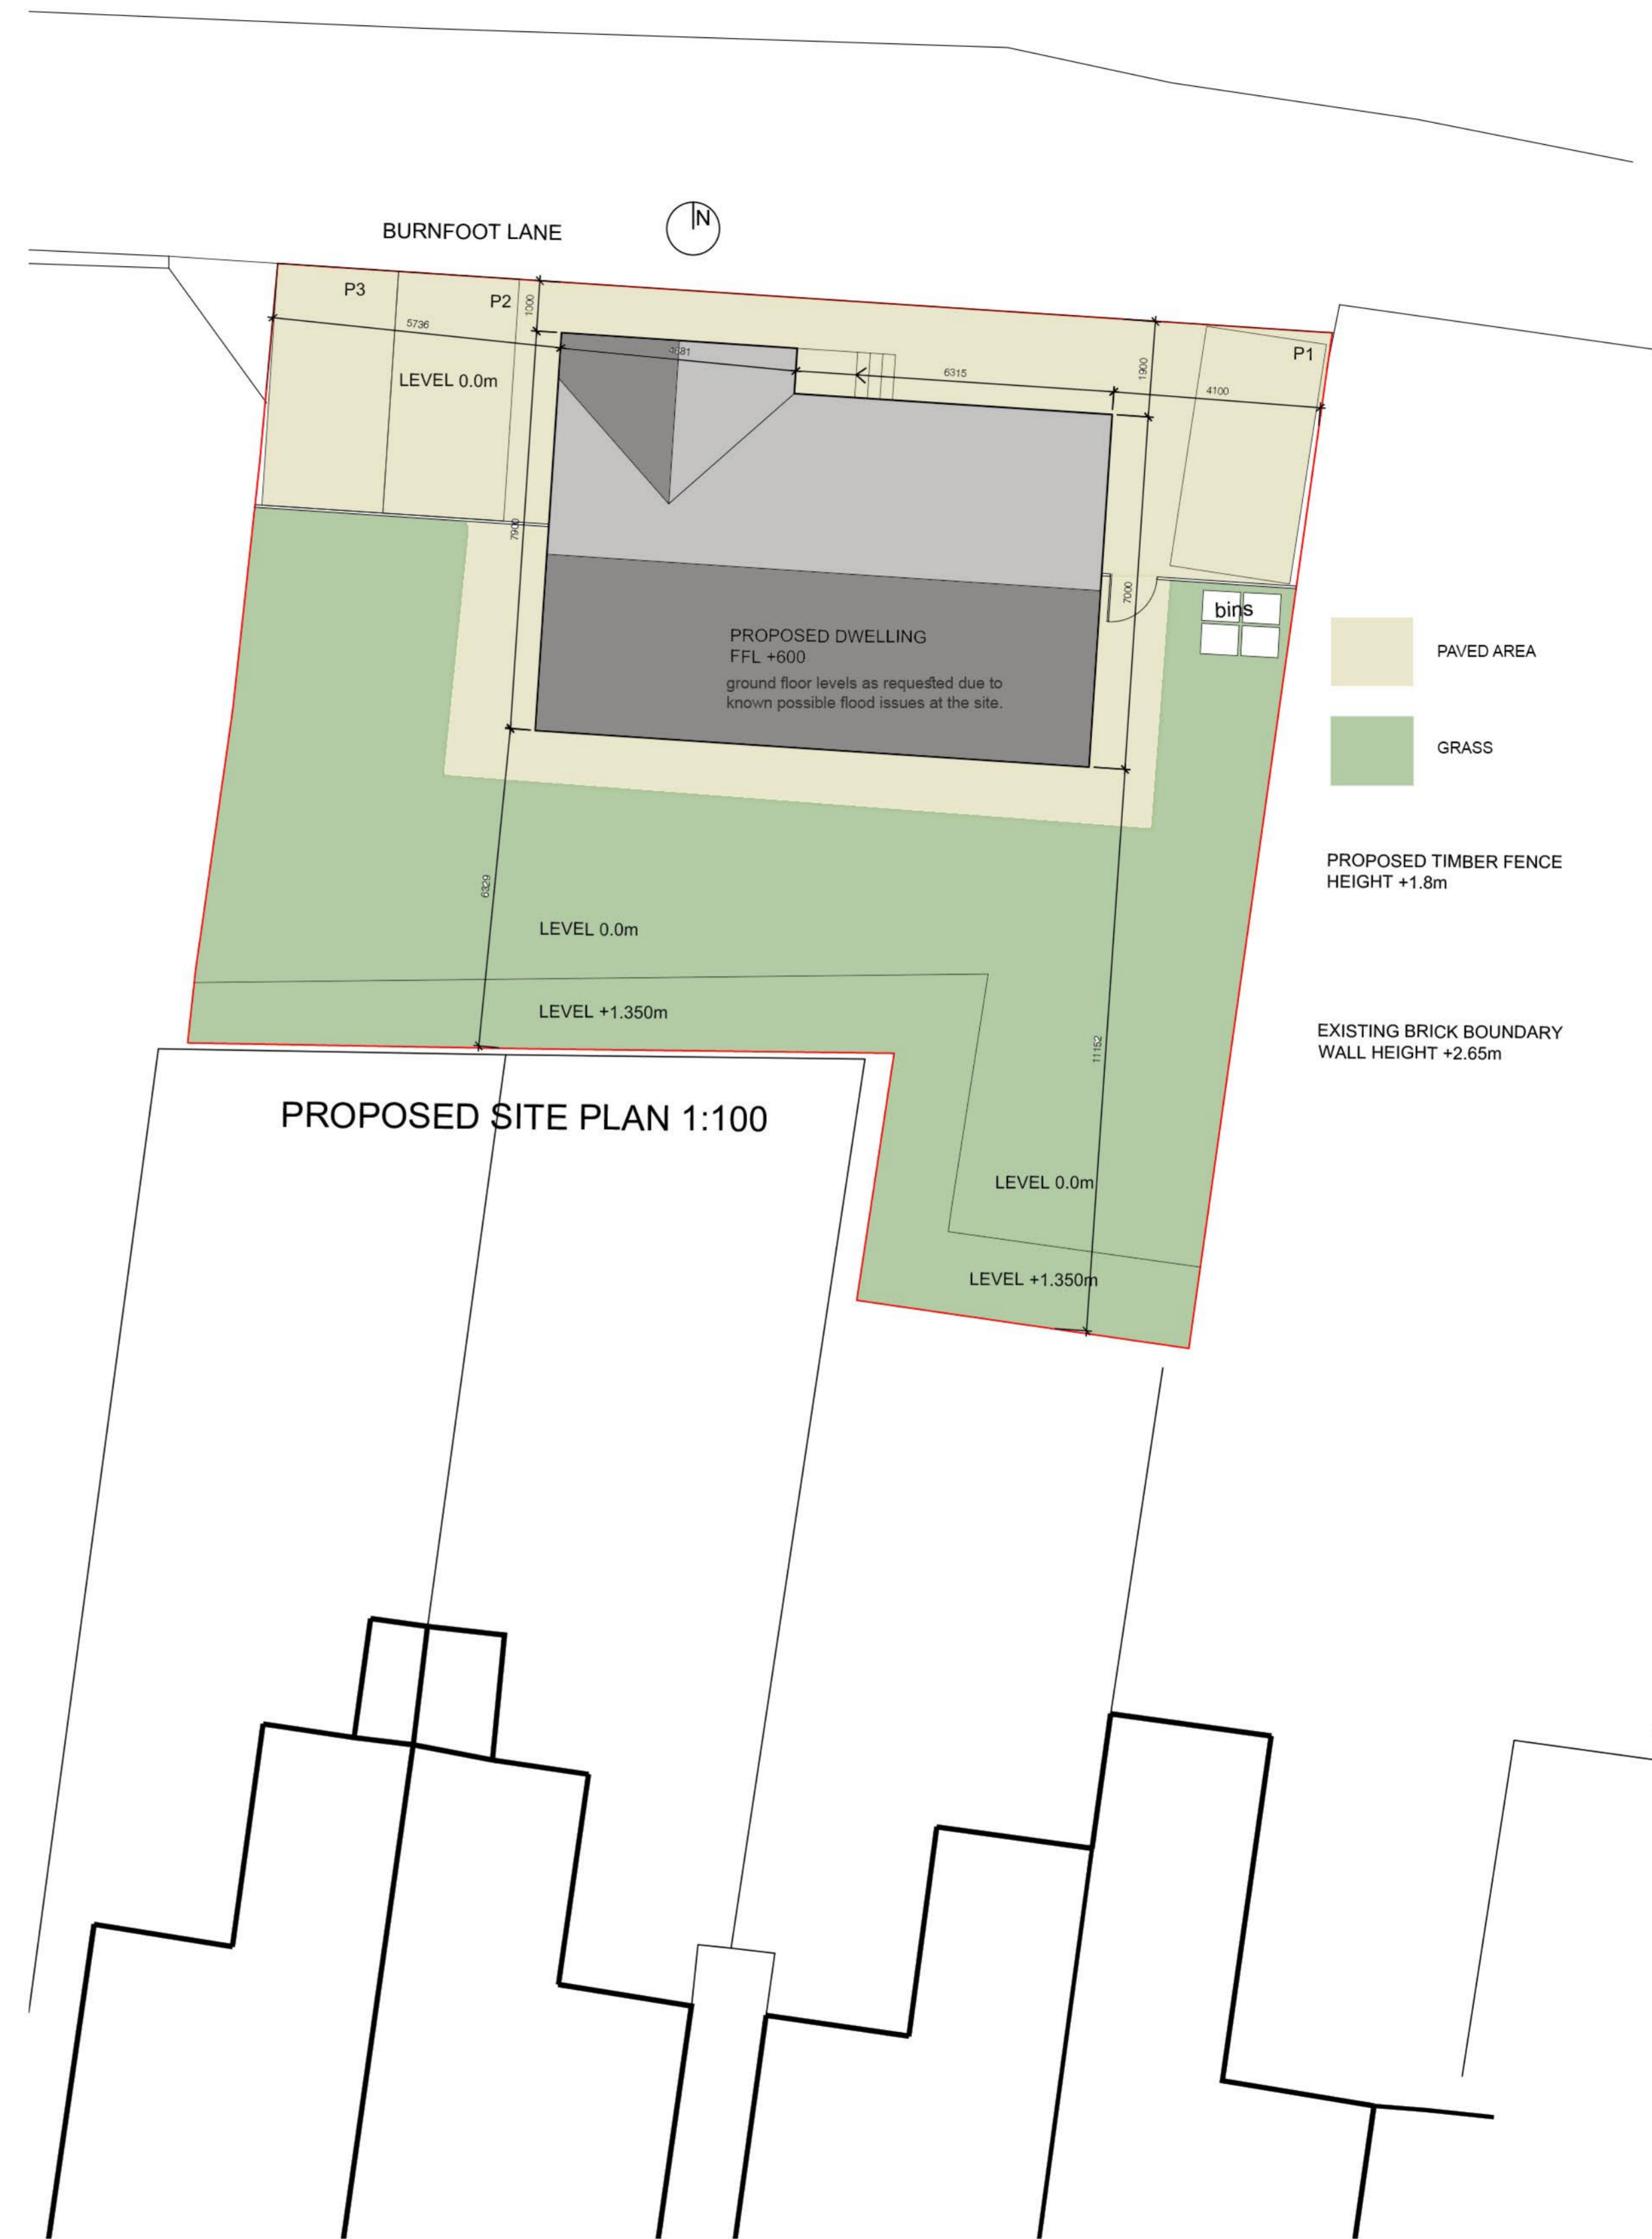 BURNFOOT LANE
N
P3
P2
1000
5736
LEVEL 0.0m
4681
6315
1900
P1
4100
7900
7000
bins
PROPOSED DWELLING
FFL +600
ground floor levels as requested due to
known possible flood issues at the site.
PAVED AREA
GRASS
PROPOSED TIMBER FENCE
HEIGHT +1.8m
6329
LEVEL 0.0m
LEVEL +1.350m
EXISTING BRICK BOUNDARY
WALL HEIGHT +2.65m
11152
PROPOSED SITE PLAN 1:100
LEVEL 0.0m
LEVEL +1.350m